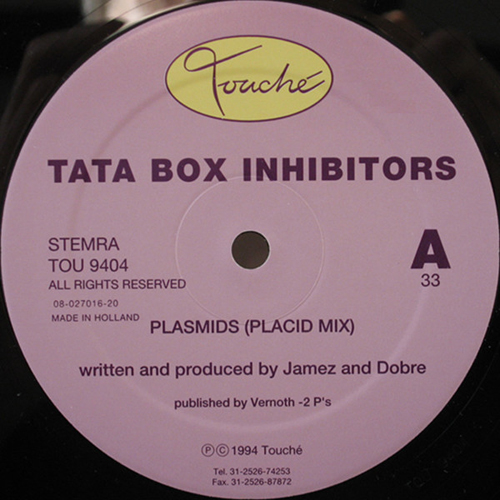 Touché
TATA BOX INHIBITORS
STEMRA
TOU 9404
ALL RIGHTS RESERVED
08-027016-20
MADE IN HOLLAND
A
33
PLASMIDS (PLACID MIX)
written and produced by Jamez and Dobre
published by Vernoth -2 P's
Ⓟ Ⓒ 1994 Touché
Tel. 31-2526-74253
Fax. 31-2526-87872